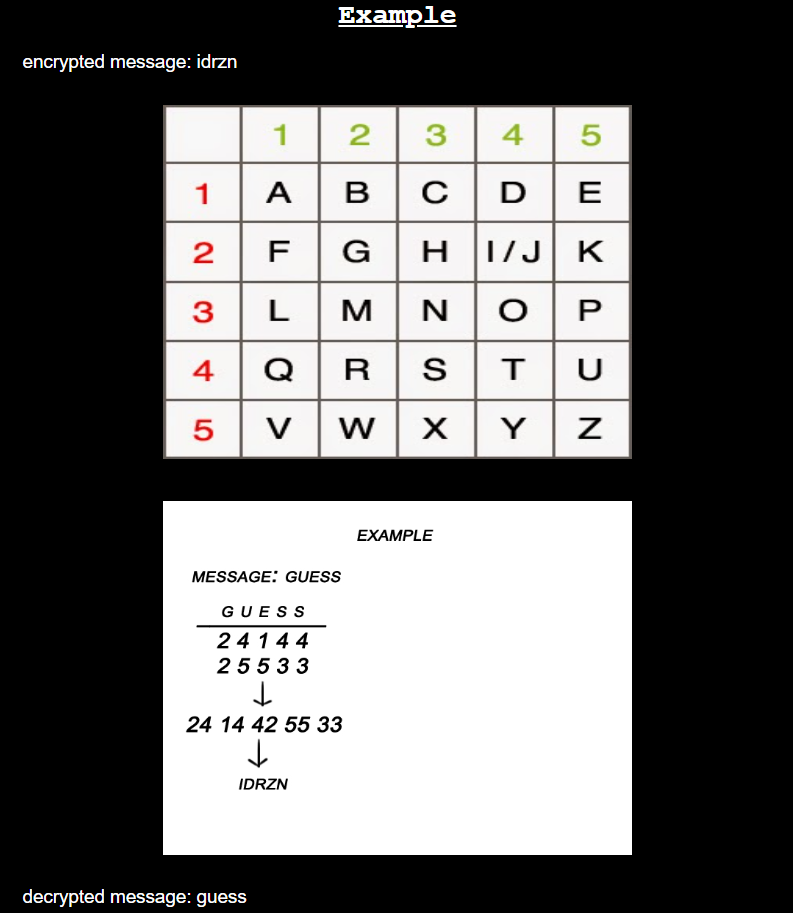 Example
encrypted message: idrzn
1 2 3 4 5
1 A B C D E
2 F G H I/J K
3 L M N O P
4 Q R S T U
5 V W X Y Z
EXAMPLE
MESSAGE: GUESS
G U E S S
2 4 1 4 4
2 5 5 3 3
24 14 42 55 33
IDRZN
decrypted message: guess